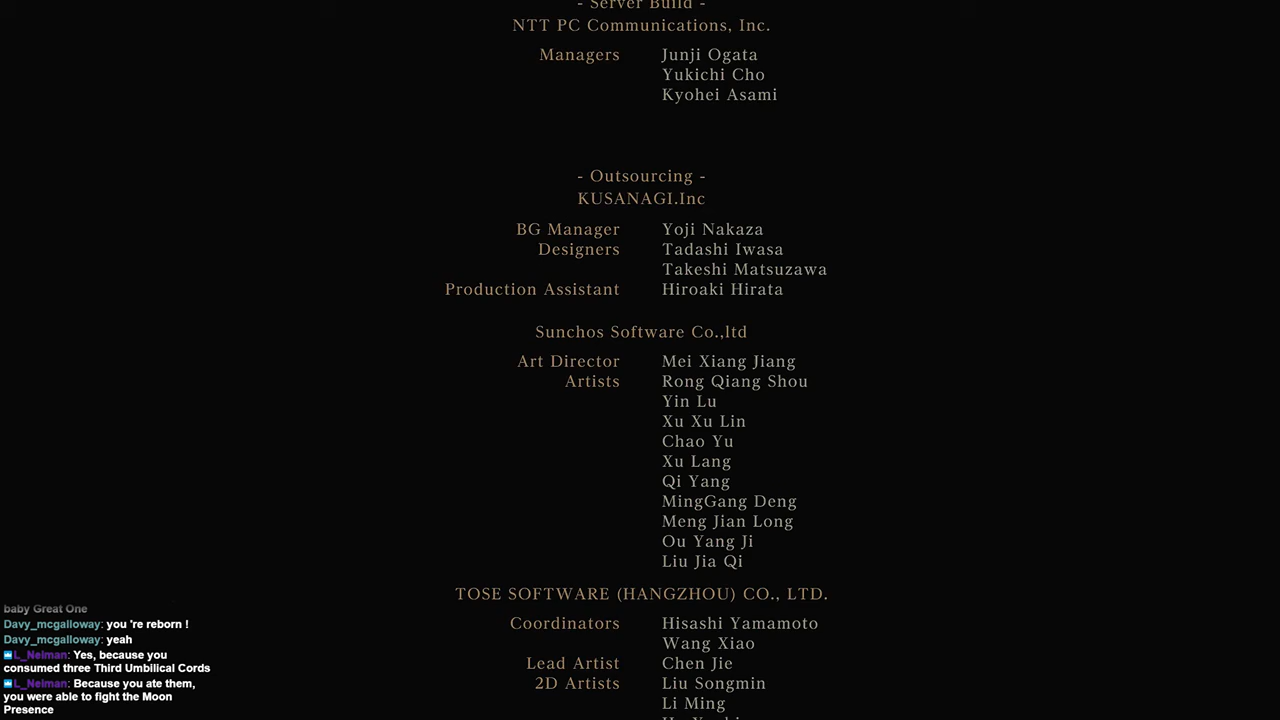 - Server Build -
NTT PC Communications, Inc.
Managers Junji Ogata
Yukichi Cho
Kyohei Asami
- Outsourcing -
KUSANAGI.Inc
BG Manager Yoji Nakaza
Designers Tadashi Iwasa
Takeshi Matsuzawa
Production Assistant Hiroaki Hirata
Sunchos Software Co.,ltd
Art Director Mei Xiang Jiang
Artists Rong Qiang Shou
Yin Lu
Xu Xu Lin
Chao Yu
Xu Lang
Qi Yang
MingGang Deng
Meng Jian Long
Ou Yang Ji
Liu Jia Qi
TOSE SOFTWARE (HANGZHOU) CO., LTD.
Coordinators Hisashi Yamamoto
Wang Xiao
Lead Artist Chen Jie
2D Artists Liu Songmin
Li Ming
baby Great One
Davy_mcgalloway: you 're reborn !
Davy_mcgalloway: yeah
L_Nelman: Yes, because you
consumed three Third Umbilical Cords
L_Nelman: Because you ate them,
you were able to fight the Moon
Presence